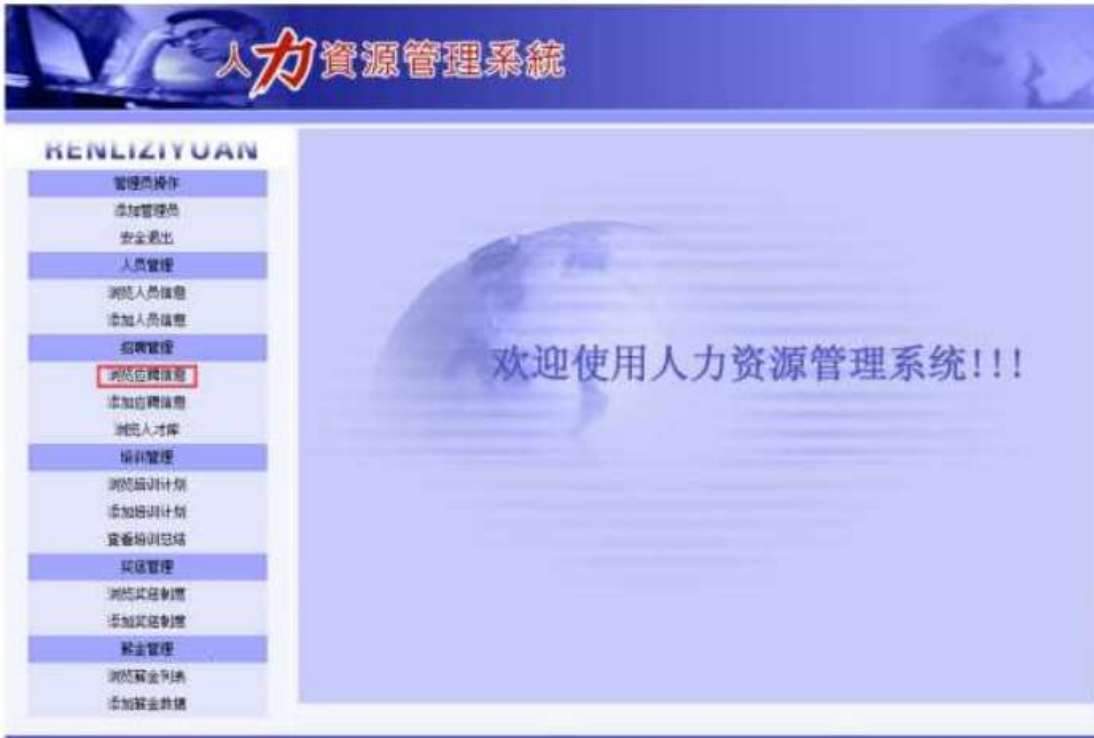 人力資源管理系統
RENLIZIYUAN
管理员操作
添加管理员
安全退出
人员管理
浏览人员信息
添加人员信息
招聘管理
浏览应聘信息
添加应聘信息
浏览人才库
培训管理
浏览培训计划
添加培训计划
查看培训总结
奖惩管理
浏览奖惩制度
添加奖惩制度
薪金管理
浏览薪金列表
添加薪金数据
欢迎使用人力资源管理系统!!!